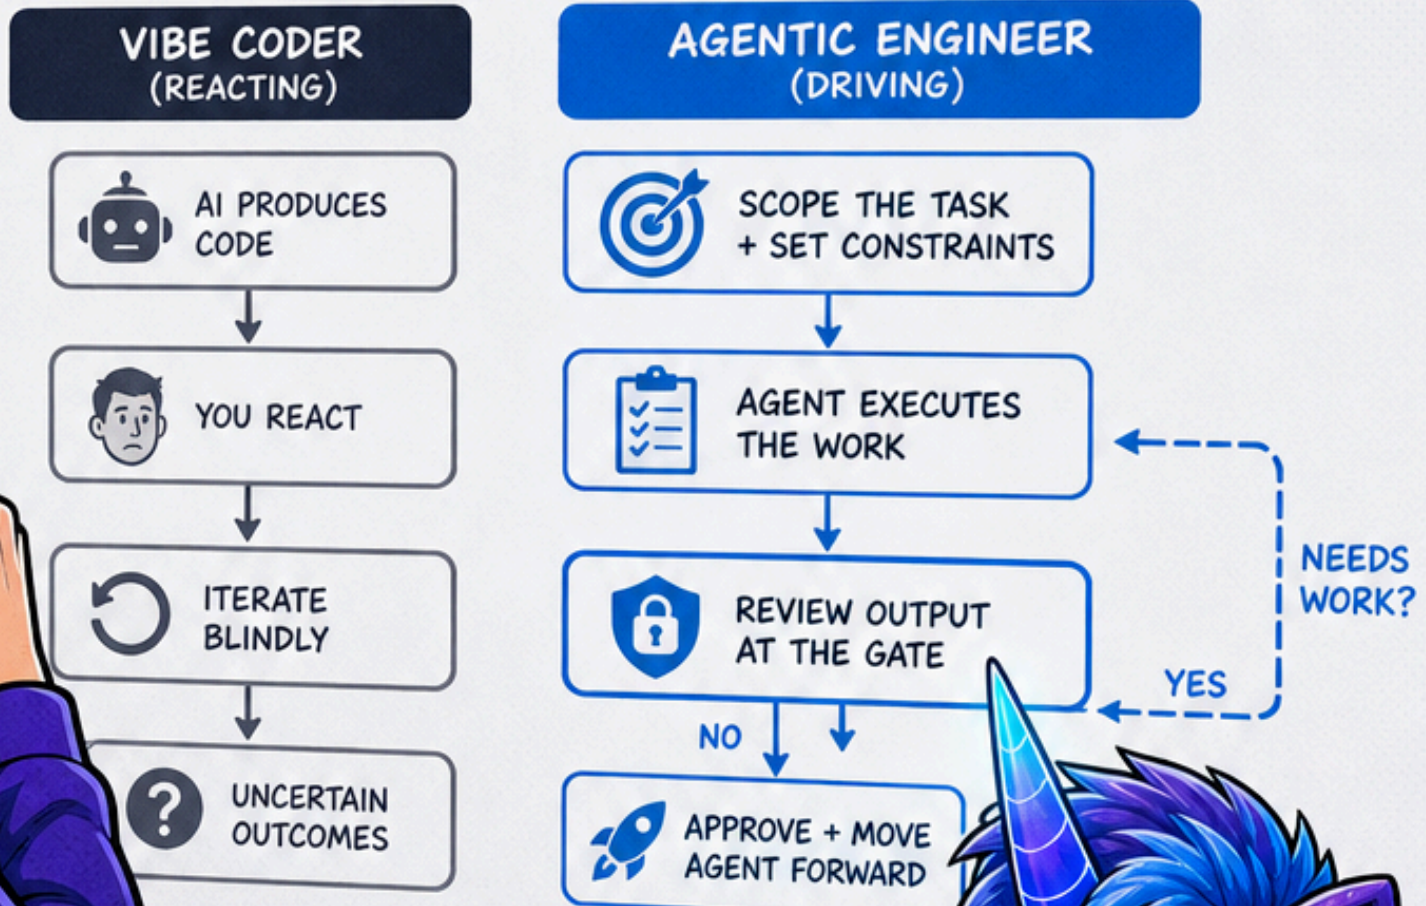 VIBE CODER
(REACTING)
AI PRODUCES
CODE
YOU REACT
ITERATE
BLINDLY
UNCERTAIN
OUTCOMES
AGENTIC ENGINEER
(DRIVING)
SCOPE THE TASK
+ SET CONSTRAINTS
AGENT EXECUTES
THE WORK
REVIEW OUTPUT
AT THE GATE
NEEDS
WORK?
YES
NO
APPROVE + MOVE
AGENT FORWARD